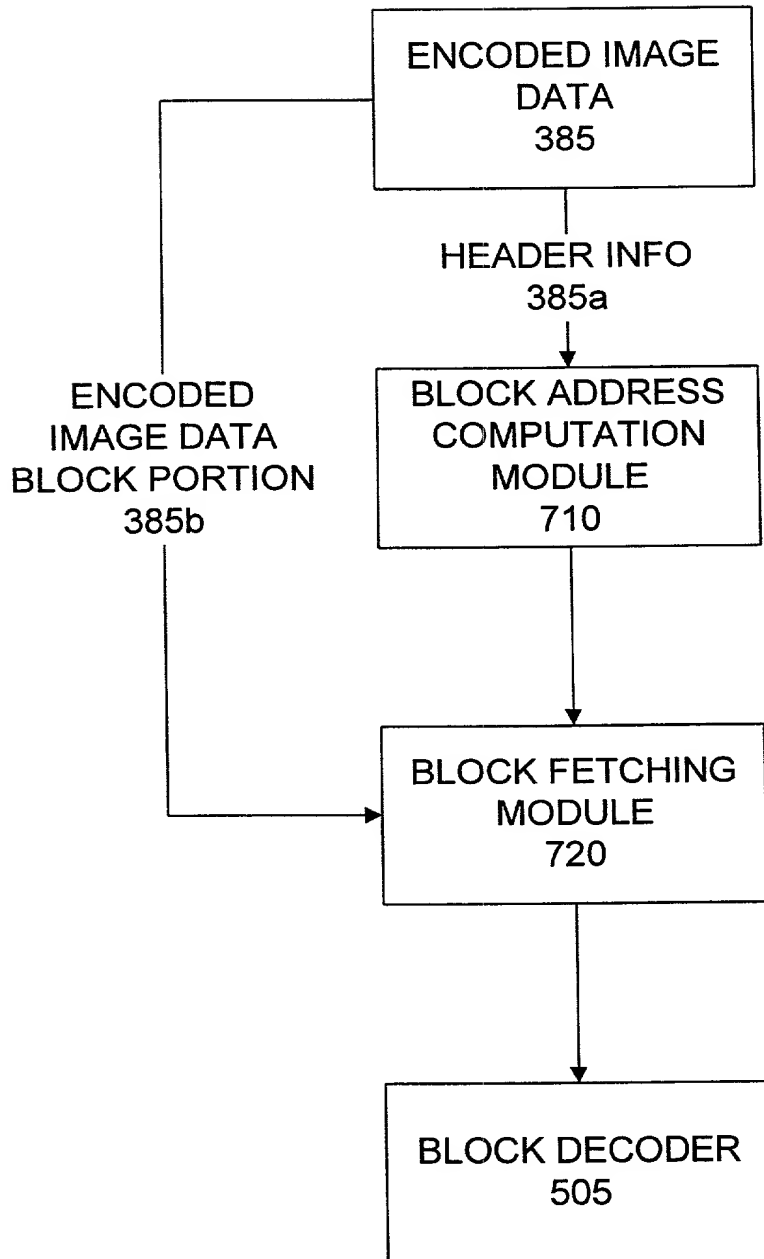 ENCODED IMAGE
DATA
385
HEADER INFO
385a
ENCODED
IMAGE DATA
BLOCK PORTION
385b
BLOCK ADDRESS
COMPUTATION
MODULE
710
BLOCK FETCHING
MODULE
720
BLOCK DECODER
505